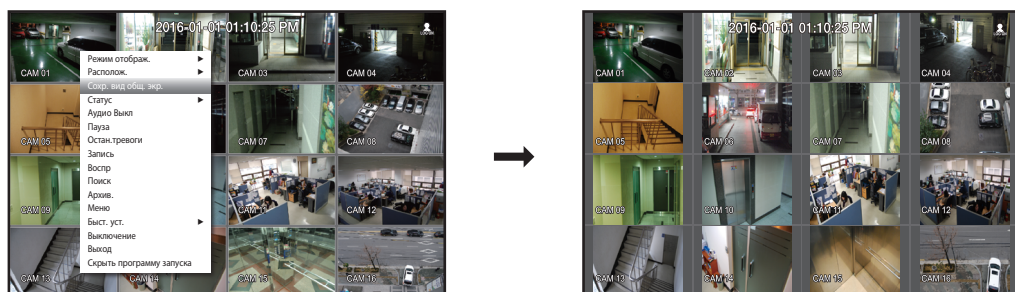 2016-01-01 01:10:25 PM
CAM 01
CAM 03
CAM 04
CAM 05
CAM 07
CAM 08
CAM 09
CAM 11
CAM 12
CAM 13
CAM 14
CAM 15
CAM 16
Режим отображ.
Располож.
Сохр. вид общ. экр.
Статус
Аудио Выкл
Пауза
Остан.тревоги
Запись
Воспр
Поиск
Архив.
Меню
Быст. уст.
Выключение
Выход
Скрыть программу запуска
2016-01-01 01:10:25 PM
CAM 01
CAM 02
CAM 03
CAM 04
CAM 05
CAM 06
CAM 07
CAM 08
CAM 09
CAM 10
CAM 11
CAM 12
CAM 13
CAM 14
CAM 15
CAM 16